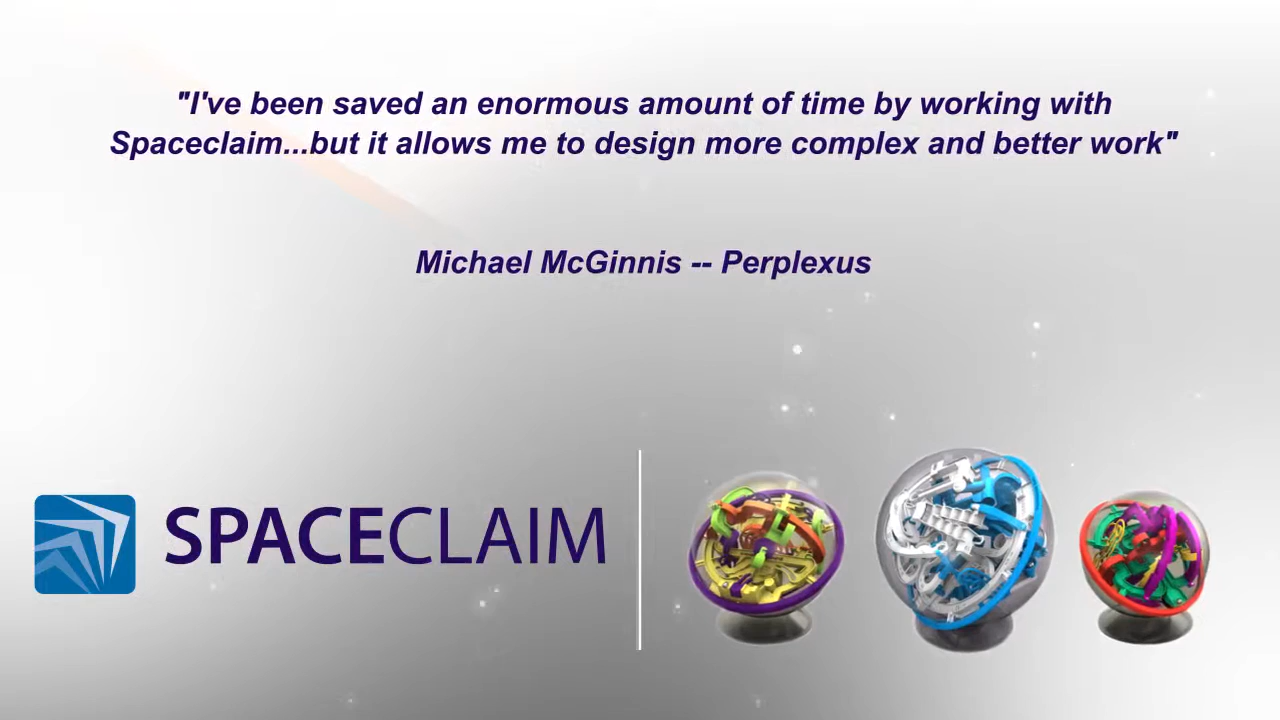 "I've been saved an enormous amount of time by working with
Spaceclaim...but it allows me to design more complex and better work"
Michael McGinnis -- Perplexus
SPACECLAIM